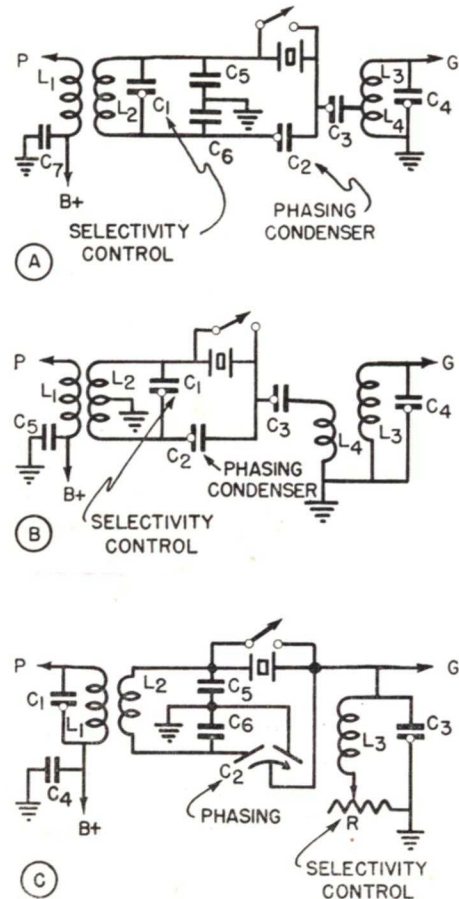 P
L1
L2
C1
C5
C6
C7
B+
C2
C3
L3
L4
C4
G
SELECTIVITY
CONTROL
PHASING
CONDENSER
A
P
L1
L2
C1
C5
B+
C2
C3
L4
L3
C4
G
PHASING
CONDENSER
SELECTIVITY
CONTROL
B
P
C1
L1
L2
C5
C6
C4
B+
C2
PHASING
G
L3
C3
R
SELECTIVITY
CONTROL
C